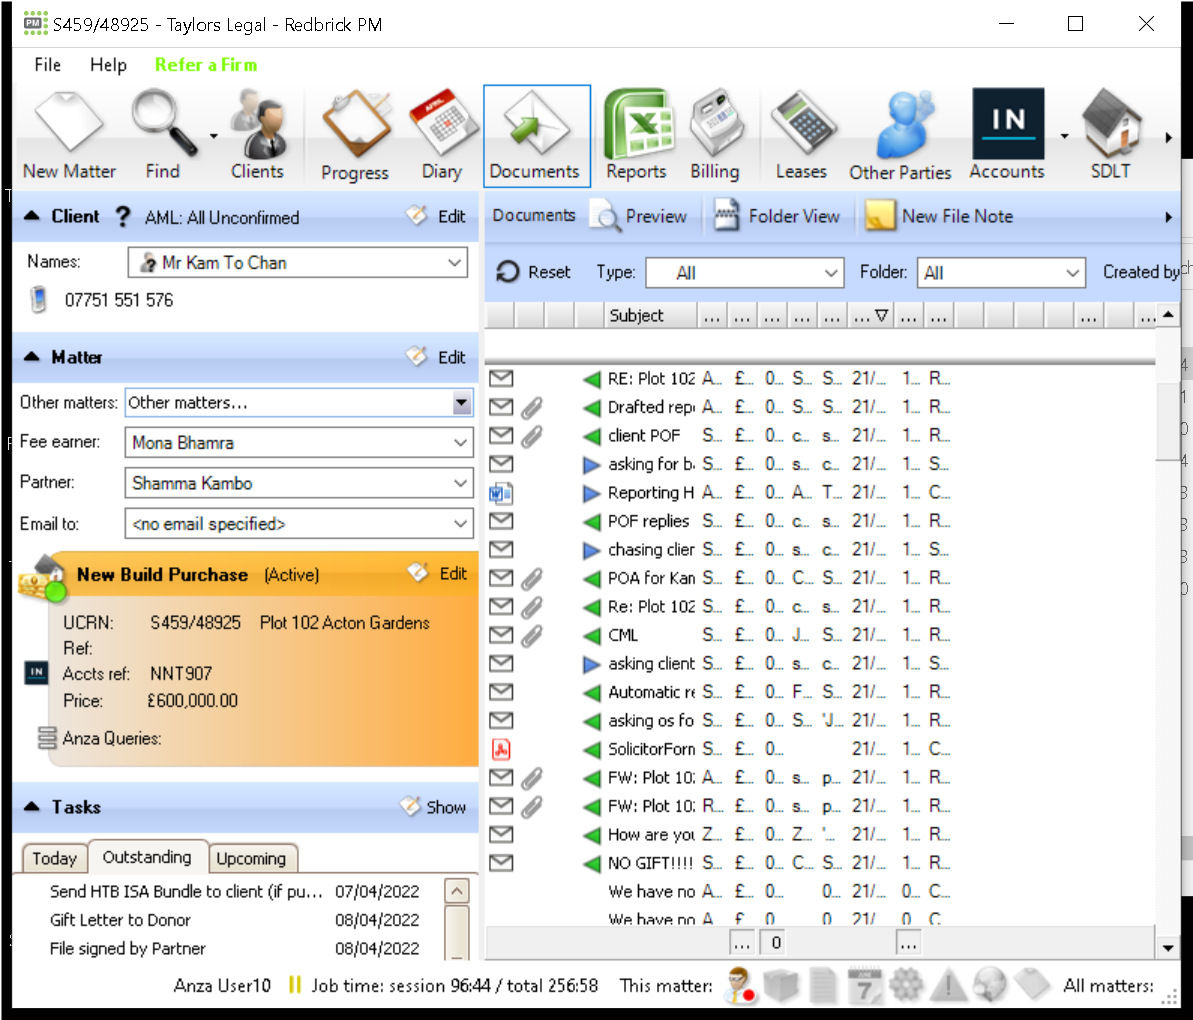 S459/48925 - Taylors Legal - Redbrick PM
File Help Refer a Firm
New Matter Find Clients Progress Diary Documents Reports Billing Leases Other Parties Accounts SDLT
IN
Client ? AML: All Unconfirmed Edit
Documents Preview Folder View New File Note
Names: Mr Kam To Chan
Reset Type: All Folder: All Created by
07751 551 576
Subject ... ... ... ... ... ... ... ... ... ...
Matter Edit
Other matters: Other matters...
Fee earner: Mona Bhamra
Partner: Shamma Kambo
Email to: <no email specified>
New Build Purchase (Active) Edit
UCRN: S459/48925 Plot 102 Acton Gardens
Ref:
IN Accts ref: NNT907
Price: £600,000.00
Anza Queries:
Tasks Show
Today Outstanding Upcoming
Send HTB ISA Bundle to client (if pu... 07/04/2022
Gift Letter to Donor 08/04/2022
File signed by Partner 08/04/2022
RE: Plot 102 A... £... 0... S... S... 21/... 1... R...
Drafted rep A... £... 0... S... S... 21/... 1... R...
client POF S... £... 0... c... s... 21/... 1... R...
asking for b S... £... 0... s... c... 21/... 1... S...
Reporting H A... £... 0... A... T... 21/... 1... C...
POF replies S... £... 0... c... s... 21/... 1... R...
chasing clier S... £... 0... s... c... 21/... 1... S...
POA for Kan S... £... 0... C... S... 21/... 1... R...
Re: Plot 102 S... £... 0... c... s... 21/... 1... R...
CML S... £... 0... J... S... 21/... 1... R...
asking client S... £... 0... s... c... 21/... 1... S...
Automatic re S... £... 0... F... S... 21/... 1... R...
asking os fo S... £... 0... S... 'J... 21/... 1... R...
SolicitorForm S... £... 0... 21/... 1... C...
FW: Plot 10 A... £... 0... s... p... 21/... 1... R...
FW: Plot 10 R... £... 0... s... p... 21/... 1... R...
How are you Z... £... 0... Z... '... 21/... 1... R...
NO GIFT!!!! S... £... 0... C... S... 21/... 1... R...
We have no A... £... 0... 0... 21/... 0... C...
We have no A £ 0 0 21/ 0 C
... 0 ...
Anza User10 Job time: session 96:44 / total 256:58 This matter: 7 All matters: